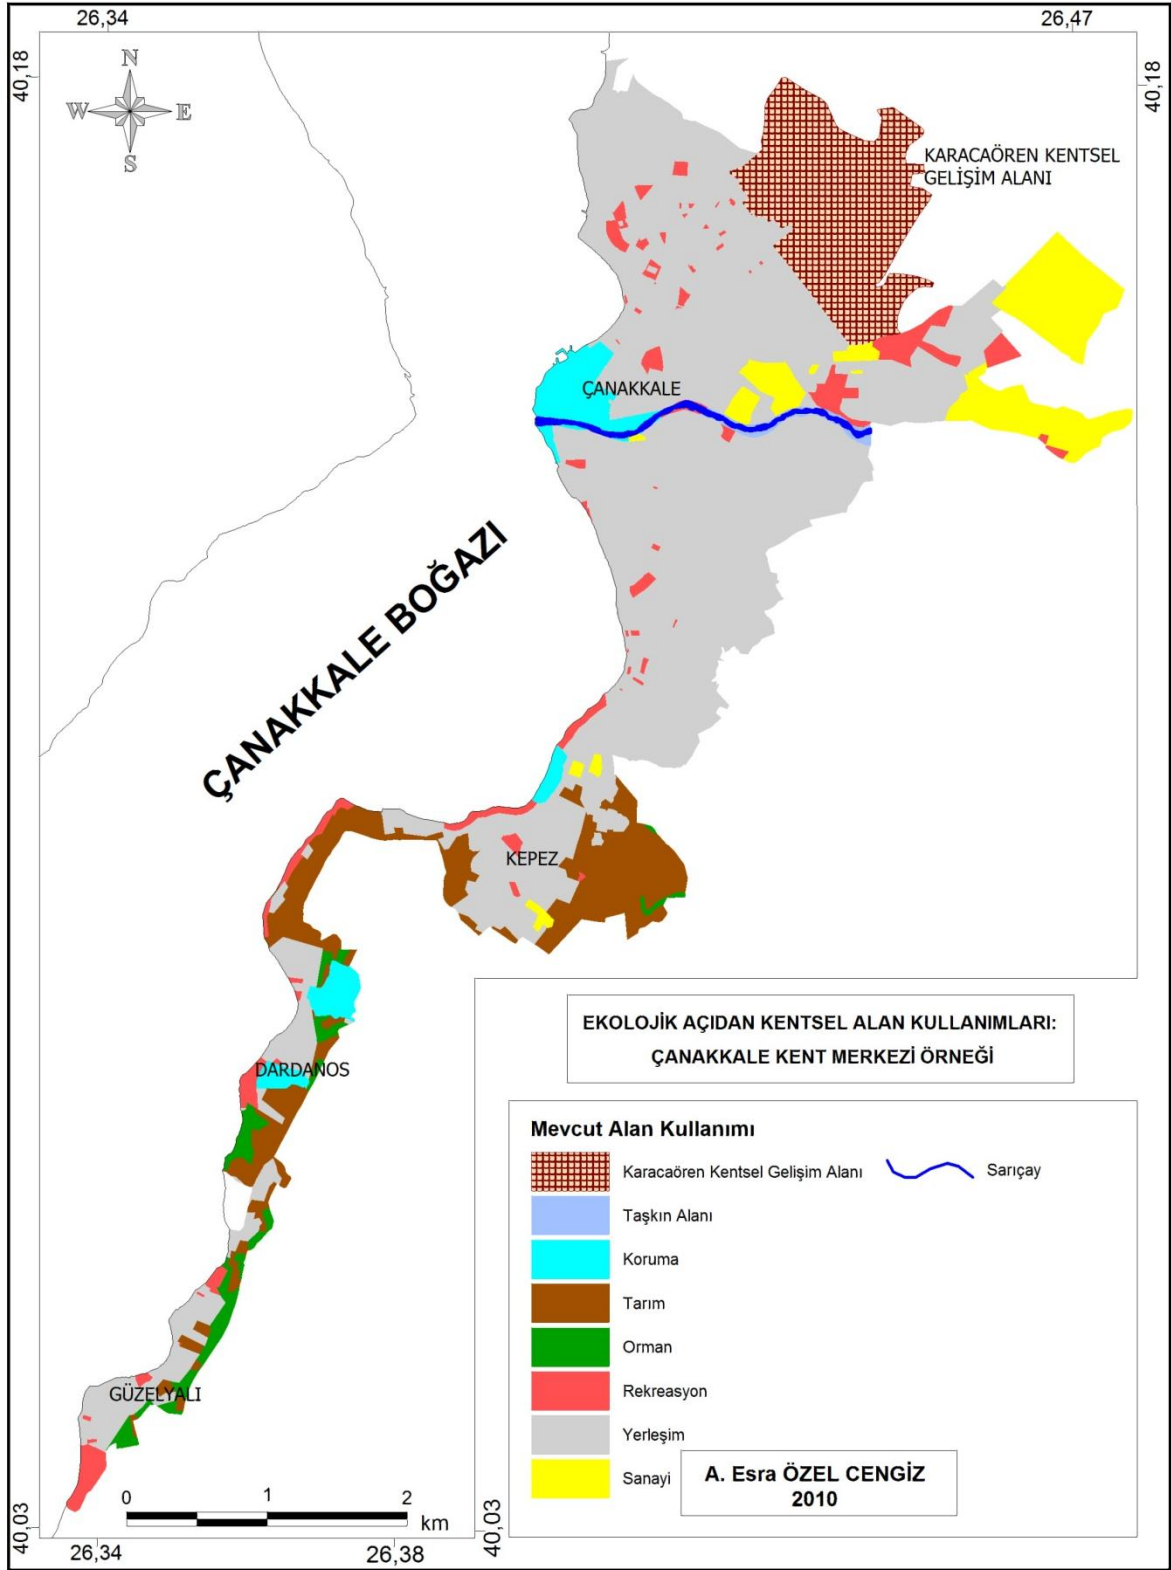 26,34
26,47
40,18
40,18
N
W
E
S
KARACAÖREN KENTSEL
GELİŞİM ALANI
ÇANAKKALE
ÇANAKKALE BOĞAZI
KEPEZ
DARDANOS
GÜZELYALI
EKOLOJİK AÇIDAN KENTSEL ALAN KULLANIMLARI:
ÇANAKKALE KENT MERKEZİ ÖRNEĞİ
Mevcut Alan Kullanımı
Karacaören Kentsel Gelişim Alanı
Sarıçay
Taşkın Alanı
Koruma
Tarım
Orman
Rekreasyon
Yerleşim
Sanayi
A. Esra ÖZEL CENGİZ
2010
0 1 2
km
40,03
40,03
26,34
26,38